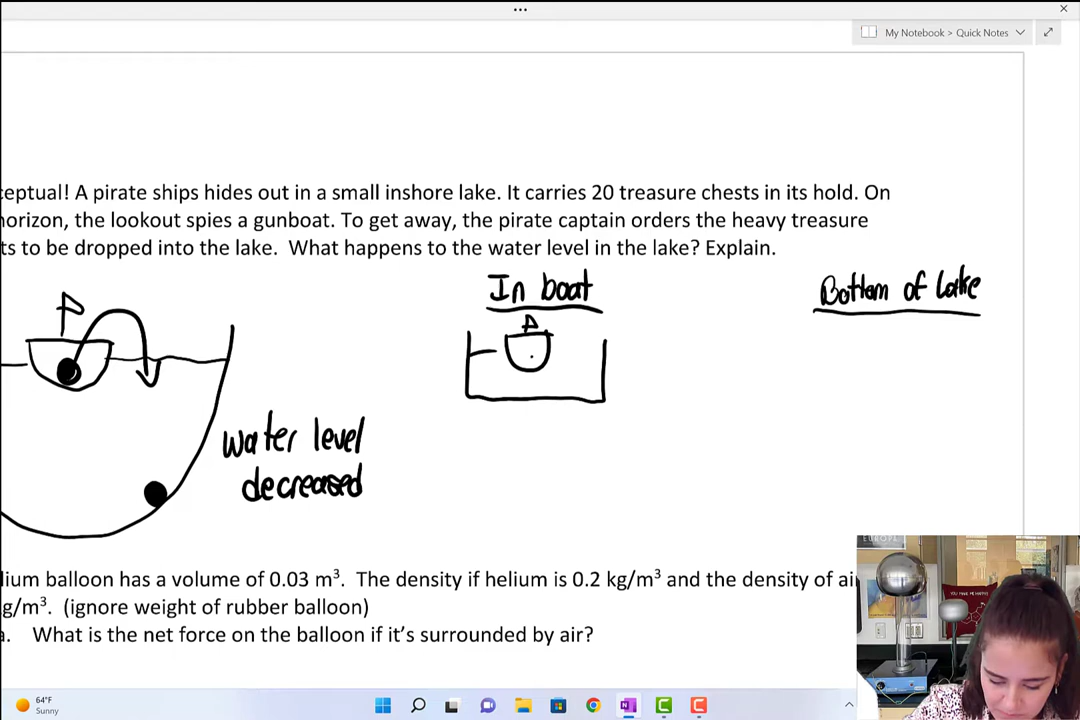 ...
My Notebook > Quick Notes
ceptual! A pirate ships hides out in a small inshore lake. It carries 20 treasure chests in its hold. On
horizon, the lookout spies a gunboat. To get away, the pirate captain orders the heavy treasure
ts to be dropped into the lake. What happens to the water level in the lake? Explain.
In boat
Bottom of Lake
water level
decreased
lium balloon has a volume of 0.03 m³. The density if helium is 0.2 kg/m³ and the density of ai
g/m³. (ignore weight of rubber balloon)
a. What is the net force on the balloon if it's surrounded by air?
EUROPE
64°F
Sunny